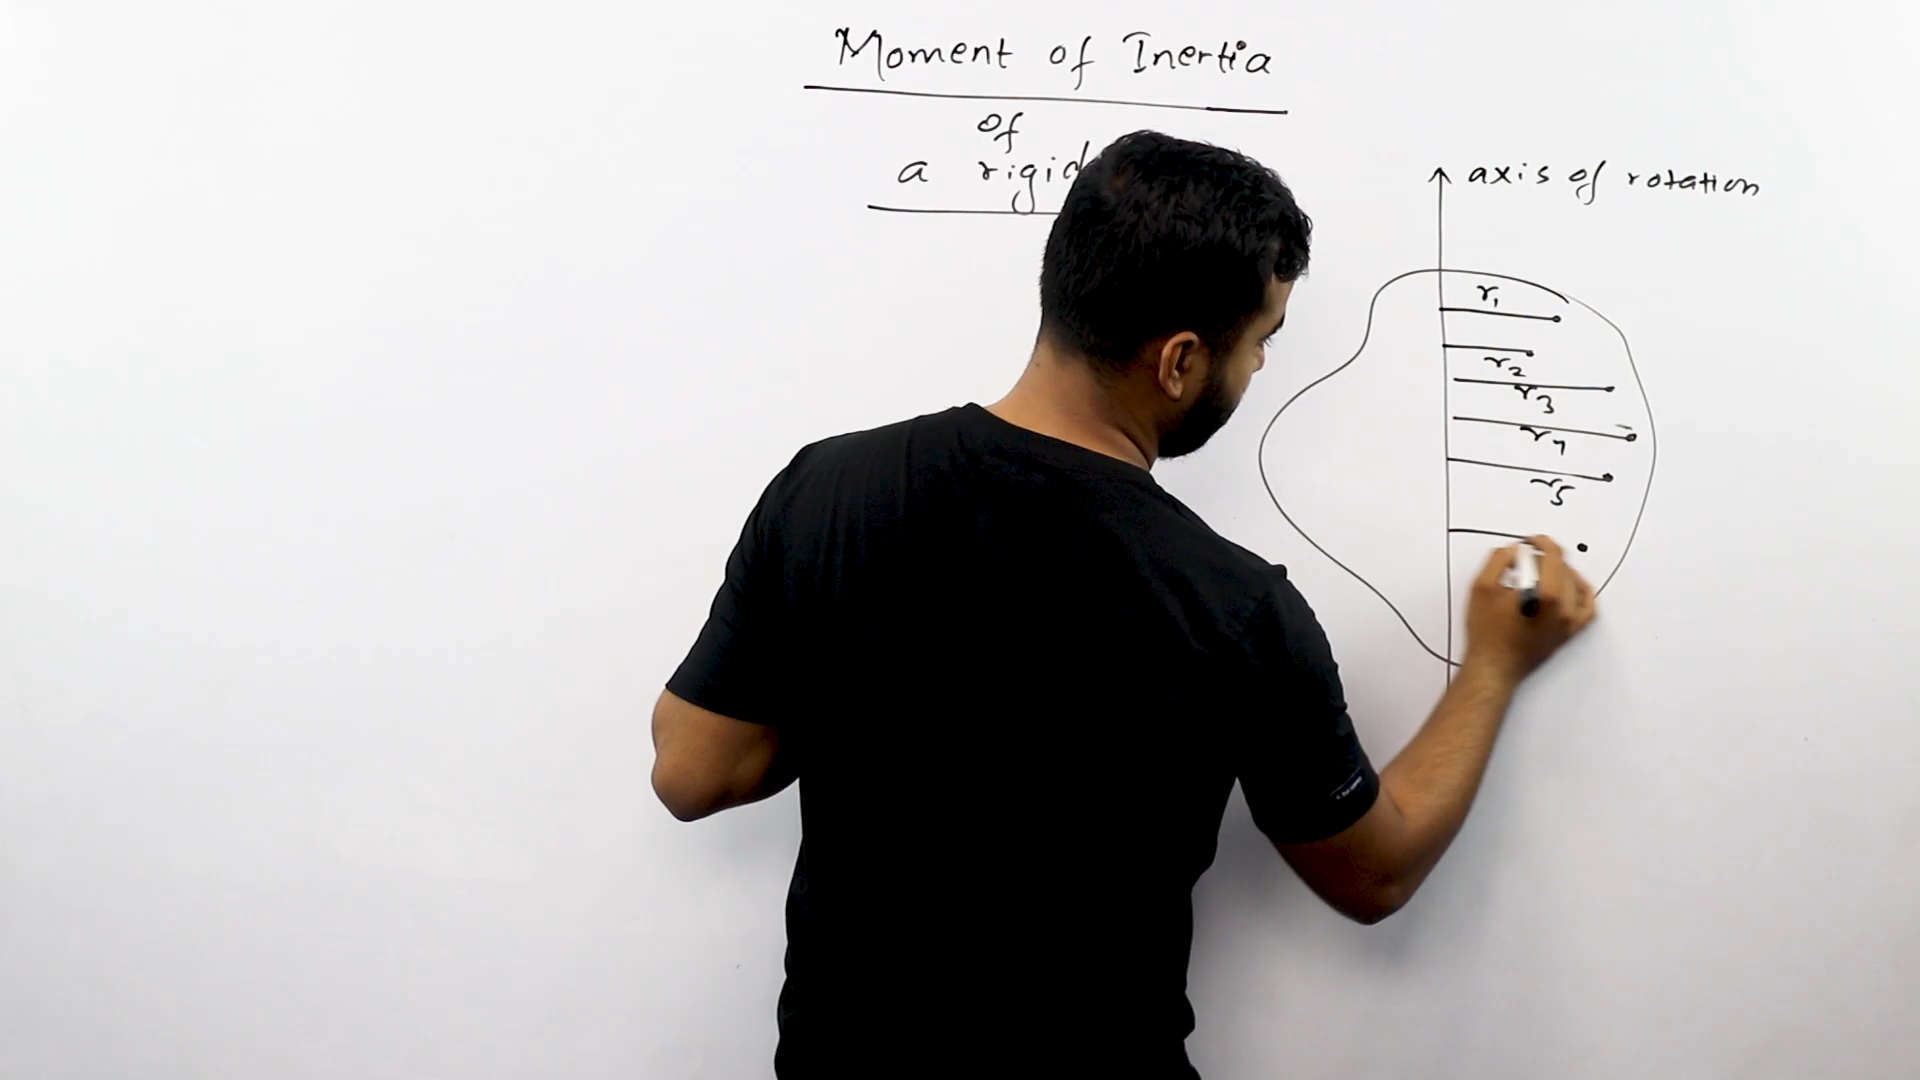 Moment of Inertia
of
a rigid
axis of rotation
r₁
r₂
r₃
r₄
r₅